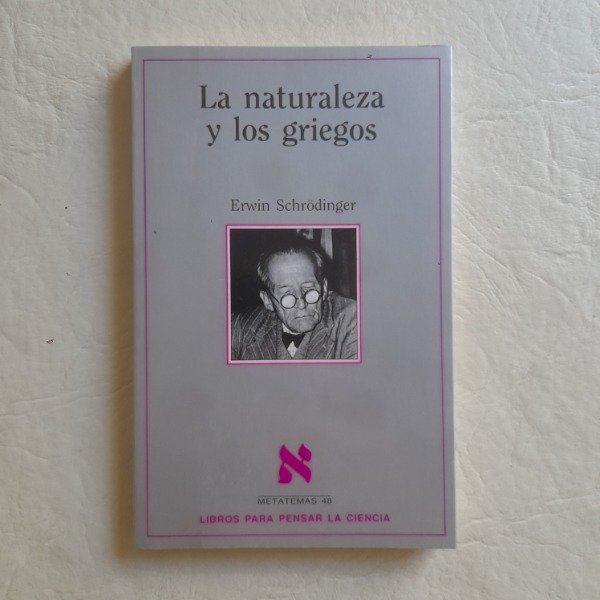 La naturaleza
y los griegos
Erwin Schrödinger
א
METATEMAS 48
LIBROS PARA PENSAR LA CIENCIA